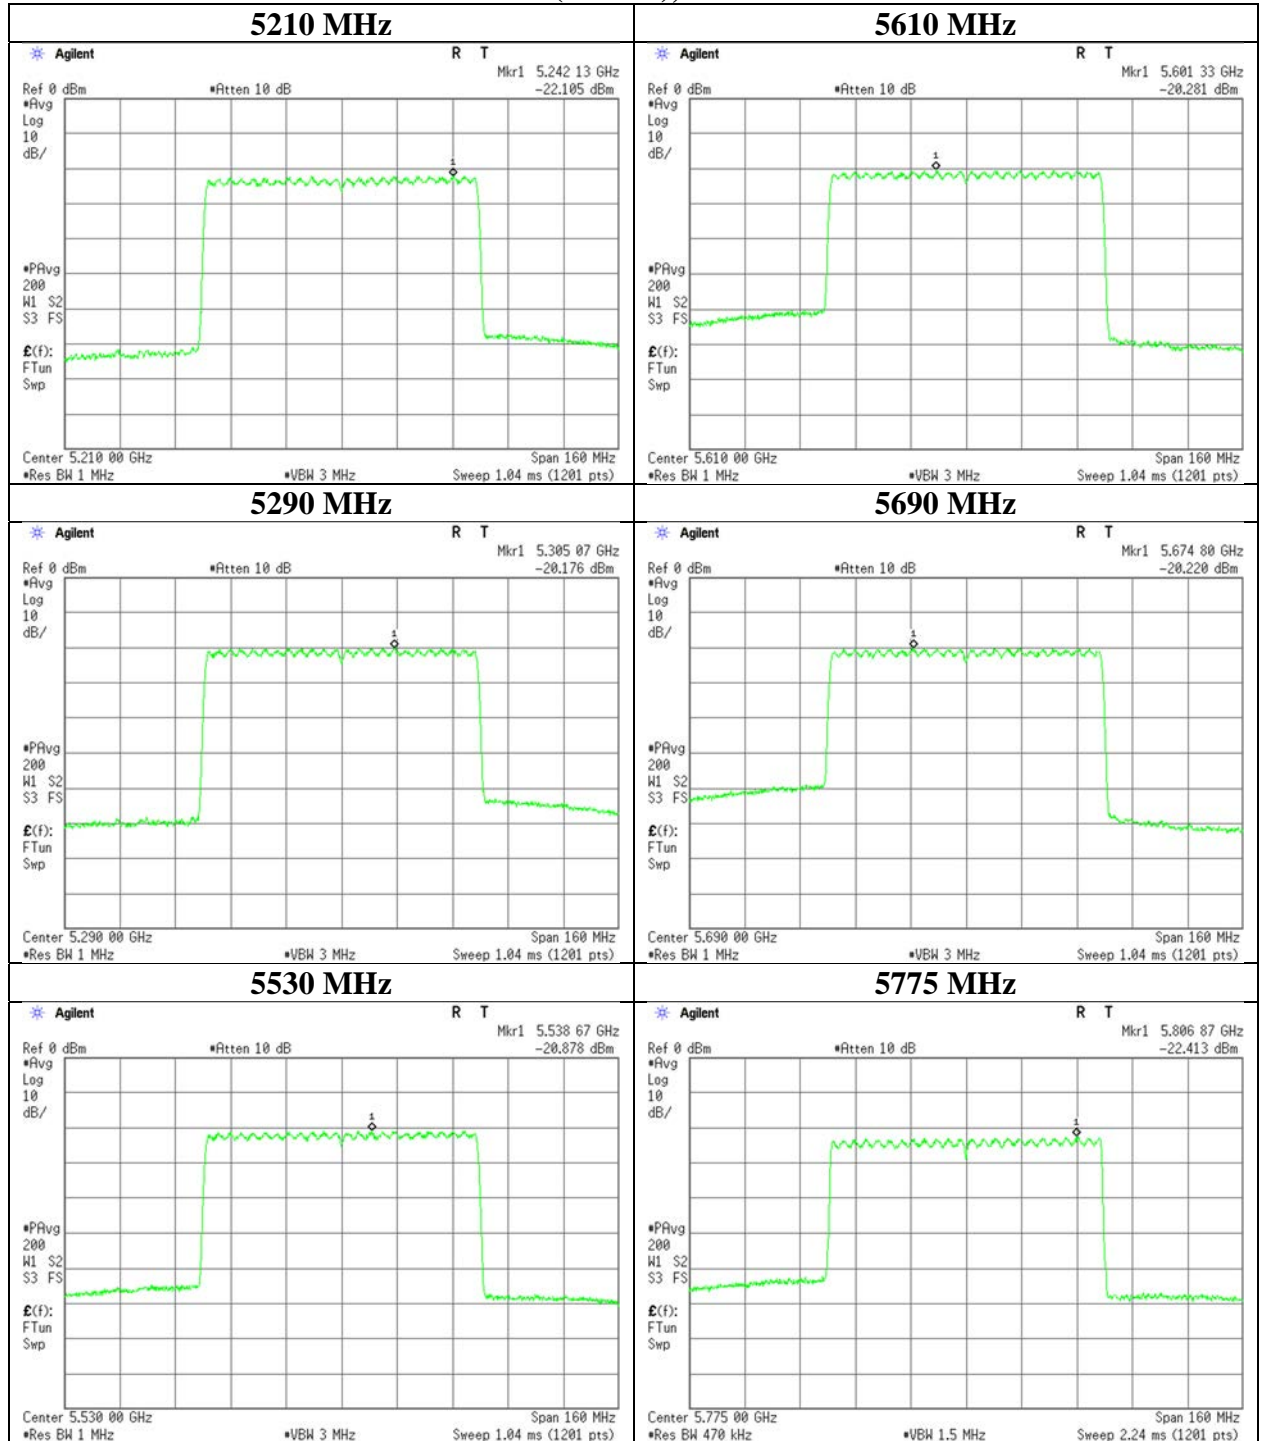 5210 MHz
Agilent R T
Mkr1 5.242 13 GHz
Ref 0 dBm #Atten 10 dB -22.105 dBm
#Avg
Log
10
dB/
1
#PAvg
200
W1 S2
S3 FS
£(f):
FTun
Swp
Center 5.210 00 GHz Span 160 MHz
#Res BW 1 MHz #VBW 3 MHz Sweep 1.04 ms (1201 pts)
5610 MHz
Agilent R T
Mkr1 5.601 33 GHz
Ref 0 dBm #Atten 10 dB -20.281 dBm
#Avg
Log
10
dB/
1
#PAvg
200
W1 S2
S3 FS
£(f):
FTun
Swp
Center 5.610 00 GHz Span 160 MHz
#Res BW 1 MHz #VBW 3 MHz Sweep 1.04 ms (1201 pts)
5290 MHz
Agilent R T
Mkr1 5.305 07 GHz
Ref 0 dBm #Atten 10 dB -20.176 dBm
#Avg
Log
10
dB/
1
#PAvg
200
W1 S2
S3 FS
£(f):
FTun
Swp
Center 5.290 00 GHz Span 160 MHz
#Res BW 1 MHz #VBW 3 MHz Sweep 1.04 ms (1201 pts)
5690 MHz
Agilent R T
Mkr1 5.674 80 GHz
Ref 0 dBm #Atten 10 dB -20.220 dBm
#Avg
Log
10
dB/
1
#PAvg
200
W1 S2
S3 FS
£(f):
FTun
Swp
Center 5.690 00 GHz Span 160 MHz
#Res BW 1 MHz #VBW 3 MHz Sweep 1.04 ms (1201 pts)
5530 MHz
Agilent R T
Mkr1 5.538 67 GHz
Ref 0 dBm #Atten 10 dB -20.878 dBm
#Avg
Log
10
dB/
1
#PAvg
200
W1 S2
S3 FS
£(f):
FTun
Swp
Center 5.530 00 GHz Span 160 MHz
#Res BW 1 MHz #VBW 3 MHz Sweep 1.04 ms (1201 pts)
5775 MHz
Agilent R T
Mkr1 5.806 87 GHz
Ref 0 dBm #Atten 10 dB -22.413 dBm
#Avg
Log
10
dB/
1
#PAvg
200
W1 S2
S3 FS
£(f):
FTun
Swp
Center 5.775 00 GHz Span 160 MHz
#Res BW 470 kHz #VBW 1.5 MHz Sweep 2.24 ms (1201 pts)